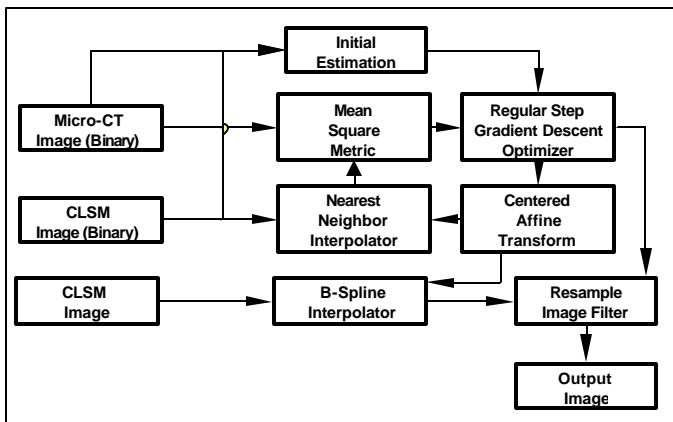 Initial
Estimation
Micro-CT
Image (Binary)
Mean
Square
Metric
Regular Step
Gradient Descent
Optimizer
CLSM
Image (Binary)
Nearest
Neighbor
Interpolator
Centered
Affine
Transform
CLSM
Image
B-Spline
Interpolator
Resample
Image Filter
Output
Image